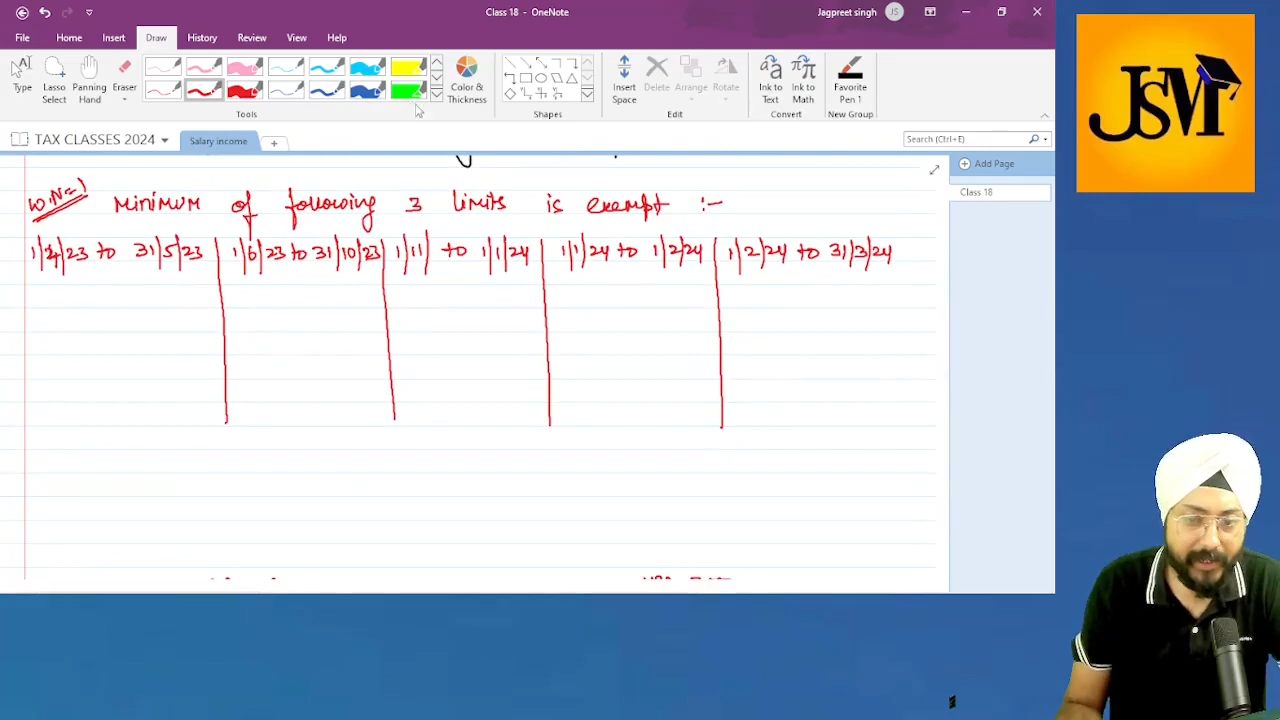 Class 18 - OneNote
Jagpreet singh JS
File Home Insert Draw View History Review View Help
Type Lasso Select Panning Hand Eraser Color & Thickness Insert Space Delete Arrange Rotate Ink to Text Ink to Math Favorite Pen 1
Tools Shapes Edit Convert New Group
TAX CLASSES 2024 Salary income Search (Ctrl+E)
Add Page
Class 18
JSM
W.N=1 Minimum of following 3 limits is exempt :-
1/4/23 to 31/5/23 1/6/23 to 31/10/23 1/11/ to 1/1/24 1/1/24 to 1/2/24 1/2/24 to 31/3/24